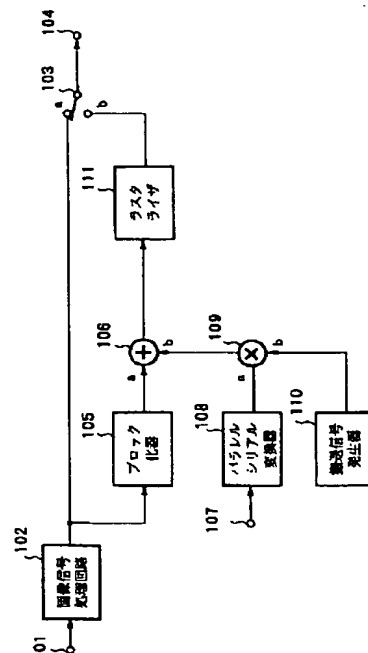 01
102
画像信号
処理回路
a
103
104
b
105
ブロック
化器
a
106
b
111
ラスタ
ライザ
107
108
パラレル
シリアル
変換器
a
109
b
110
搬送信号
発生器